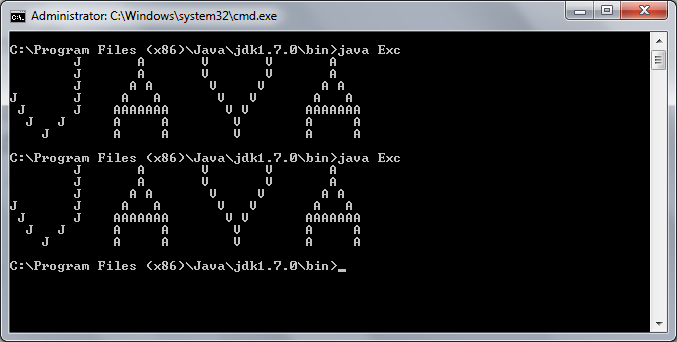 Administrator: C:\Windows\system32\cmd.exe
C:\Program Files (x86)\Java\jdk1.7.0\bin>java Exc
        J       A       V       V       A
        J       A       V       V       A
        J      A A       V     V       A A
J       J     A   A       V   V       A   A
 J      J    AAAAAAA       V V       AAAAAAA
  J   J      A     A        V        A     A
    J        A     A        V        A     A
C:\Program Files (x86)\Java\jdk1.7.0\bin>java Exc
        J       A       V       V       A
        J       A       V       V       A
        J      A A       V     V       A A
J       J     A   A       V   V       A   A
 J      J    AAAAAAA       V V       AAAAAAA
  J   J      A     A        V        A     A
    J        A     A        V        A     A
C:\Program Files (x86)\Java\jdk1.7.0\bin>_